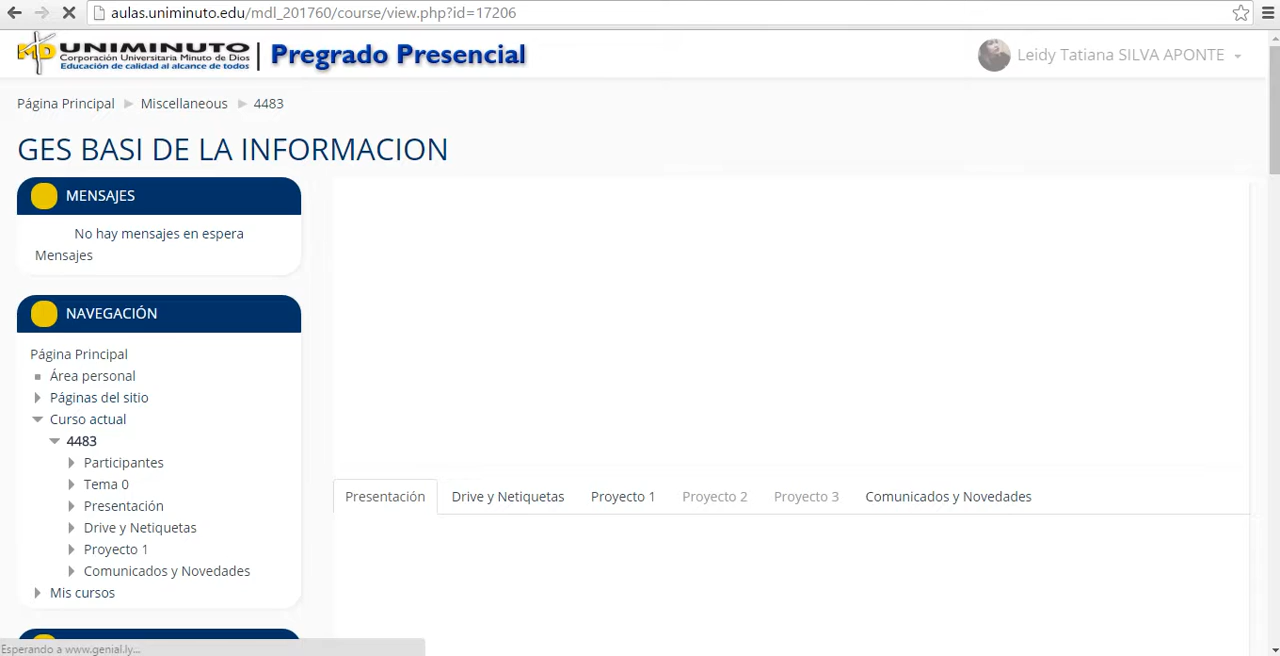 aulas.uniminuto.edu/mdl_201760/course/view.php?id=17206
UNIMINUTO
Corporación Universitaria Minuto de Dios
Educación de calidad al alcance de todos
Pregrado Presencial
Leidy Tatiana SILVA APONTE
Página Principal
Miscellaneous
4483
GES BASI DE LA INFORMACION
MENSAJES
No hay mensajes en espera
Mensajes
NAVEGACIÓN
Página Principal
Área personal
Páginas del sitio
Curso actual
4483
Participantes
Tema 0
Presentación
Drive y Netiquetas
Proyecto 1
Comunicados y Novedades
Mis cursos
Presentación
Drive y Netiquetas
Proyecto 1
Proyecto 2
Proyecto 3
Comunicados y Novedades
Esperando a www.genial.ly...